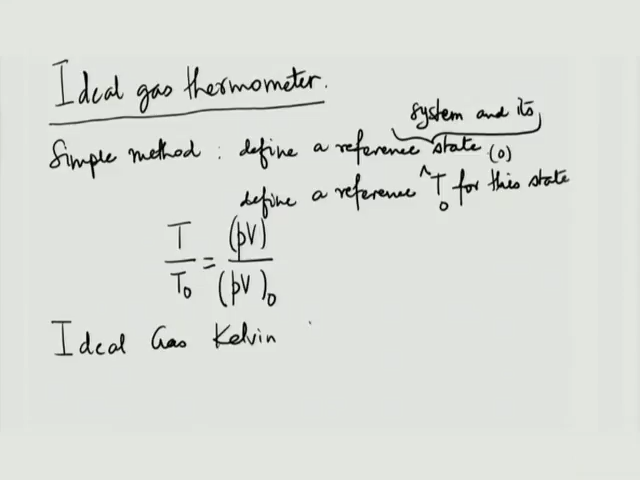 Ideal gas thermometer.
system and its
Simple method : define a reference state (0)
define a reference ^T0 for this state
T/T0 = (pV)/(pV)0
Ideal Gas Kelvin